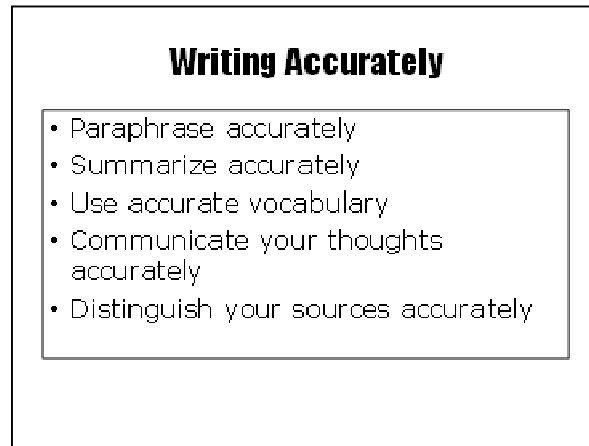 Writing Accurately
• Paraphrase accurately
• Summarize accurately
• Use accurate vocabulary
• Communicate your thoughts
accurately
• Distinguish your sources accurately